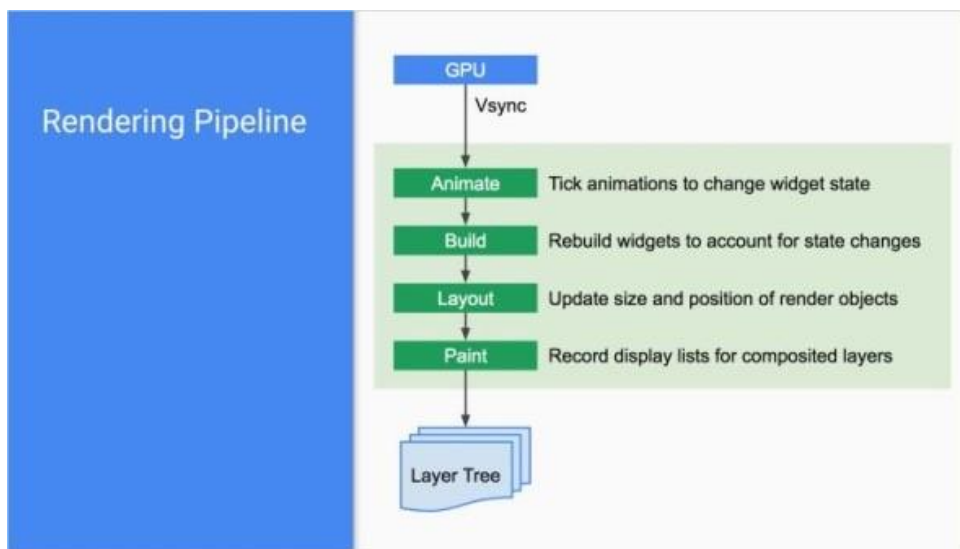 Rendering Pipeline
GPU
Vsync
Animate Tick animations to change widget state
Build Rebuild widgets to account for state changes
Layout Update size and position of render objects
Paint Record display lists for composited layers
Layer Tree